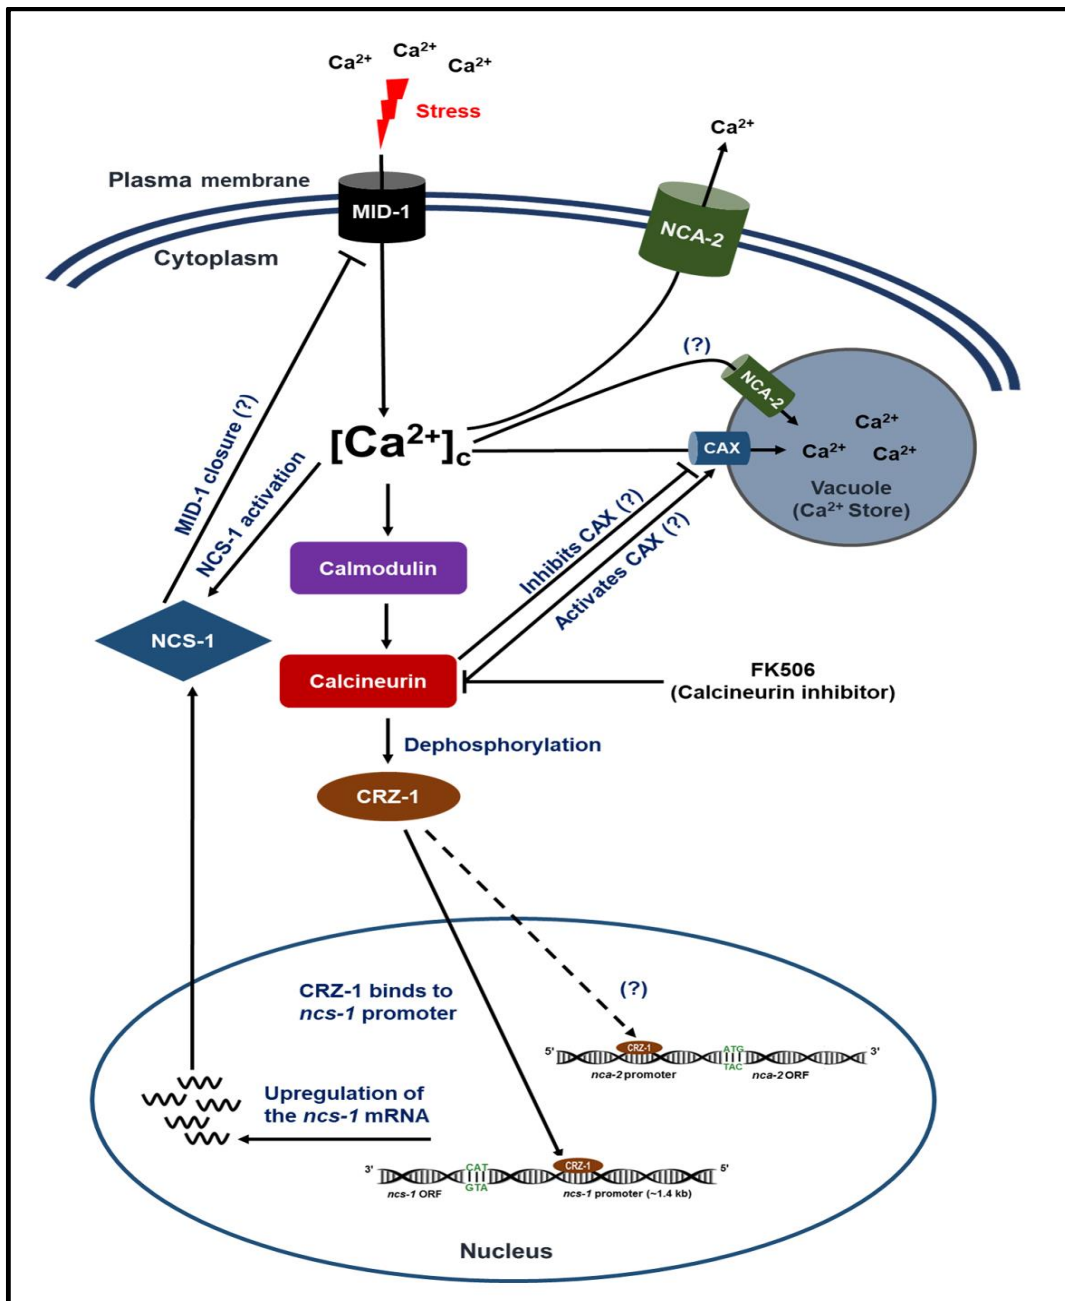 Ca²⁺ Ca²⁺ Ca²⁺
Stress
Ca²⁺
Plasma membrane
MID-1
NCA-2
Cytoplasm
(?)
NCA-2
MID-1 closure (?)
[Ca²⁺]c
CAX
Ca²⁺
Ca²⁺
Ca²⁺
Vacuole
(Ca²⁺ Store)
NCS-1 activation
Inhibits CAX (?)
Activates CAX (?)
Calmodulin
NCS-1
Calcineurin
FK506
(Calcineurin inhibitor)
Dephosphorylation
CRZ-1
CRZ-1 binds to
ncs-1 promoter
(?)
5' CRZ-1 ATG 3'
TAC
nca-2 promoter nca-2 ORF
Upregulation of
the ncs-1 mRNA
3' CAT CRZ-1 5'
GTA
ncs-1 ORF ncs-1 promoter (~1.4 kb)
Nucleus